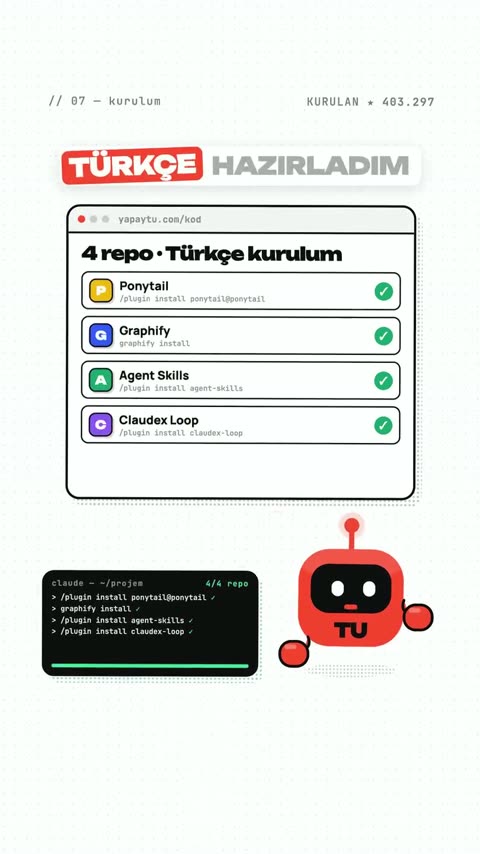 // 07 — kurulum
KURULAN ★ 403.297
TÜRKÇE HAZIRLADIM
yapaytu.com/kod
4 repo • Türkçe kurulum
P
Ponytail
/plugin install ponytail@ponytail
✓
G
Graphify
graphify install
✓
A
Agent Skills
/plugin install agent-skills
✓
C
Claudex Loop
/plugin install claudex-loop
✓
claude — ~/projem
4/4 repo
> /plugin install ponytail@ponytail ✓
> graphify install ✓
> /plugin install agent-skills ✓
> /plugin install claudex-loop ✓
TU